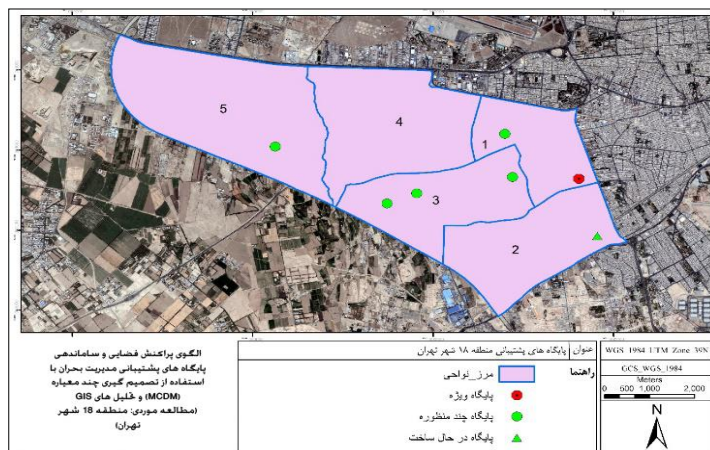 5
4
1
3
2
الگوی پراکنش فضایی و ساماندهی
پایگاه های پشتیبانی مدیریت بحران با
استفاده از تصمیم گیری چند معیاره
(MCDM) و تحلیل های GIS
(مطالعه موردی: منطقه 18 شهر
تهران)
عنوان
پایگاه های پشتیبانی منطقه ۱۸ شهر تهران
راهنما
مرز_نواحی
پایگاه ویژه
پایگاه چند منظوره
پایگاه در حال ساخت
WGS_1984_UTM_Zone_39N
GCS_WGS_1984
Meters
0 500 1,000 2,000
N